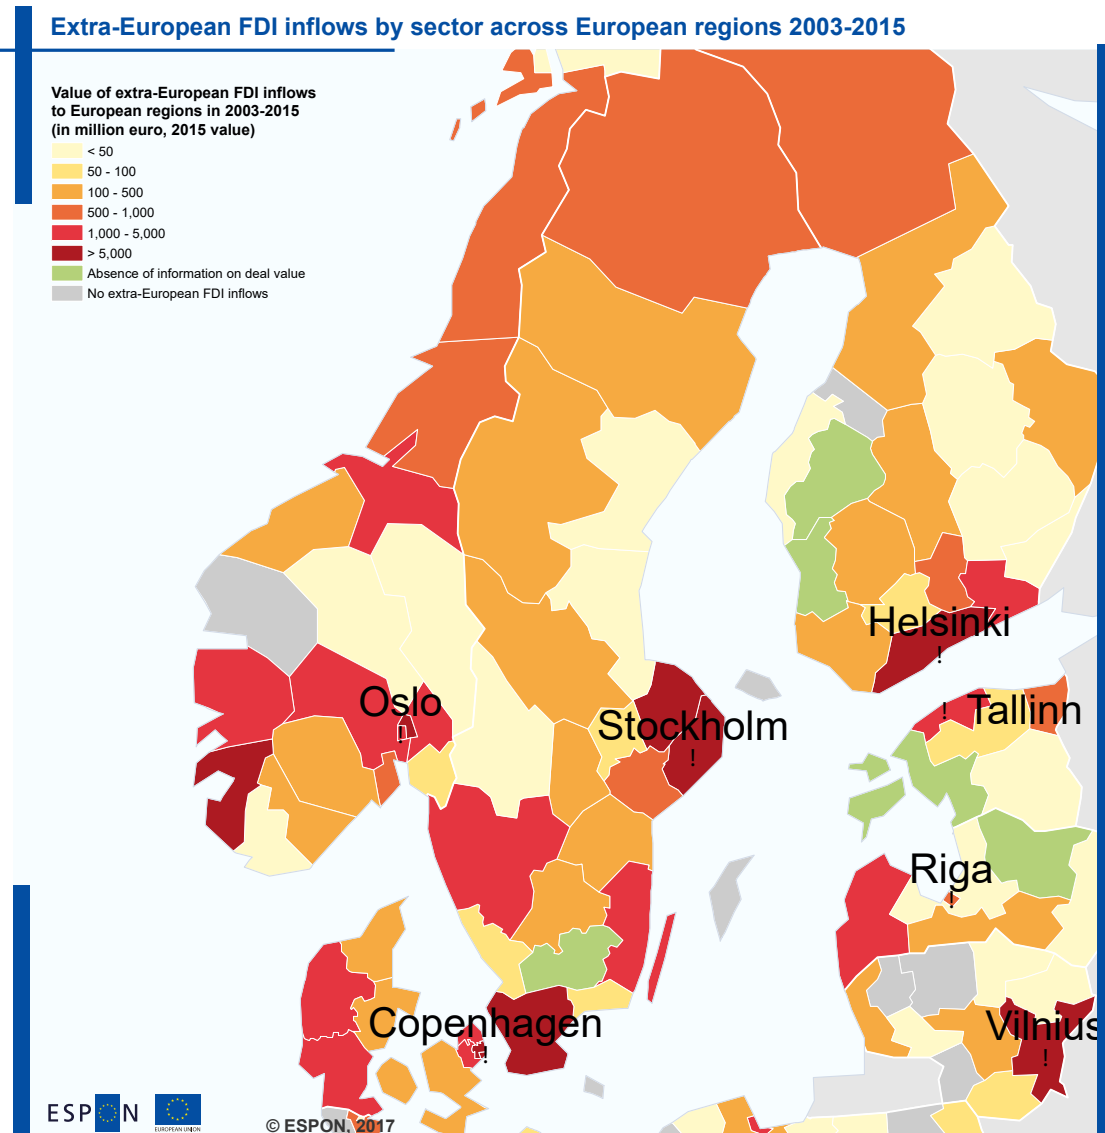 Extra-European FDI inflows by sector across European regions 2003-2015
Value of extra-European FDI inflows
to European regions in 2003-2015
(in million euro, 2015 value)
< 50
50 - 100
100 - 500
500 - 1,000
1,000 - 5,000
> 5,000
Absence of information on deal value
No extra-European FDI inflows
Helsinki
!
Oslo
!
Stockholm
!
Tallinn
!
Riga
!
Copenhagen
!
Vilnius
!
ESPON
EUROPEAN UNION
© ESPON, 2017